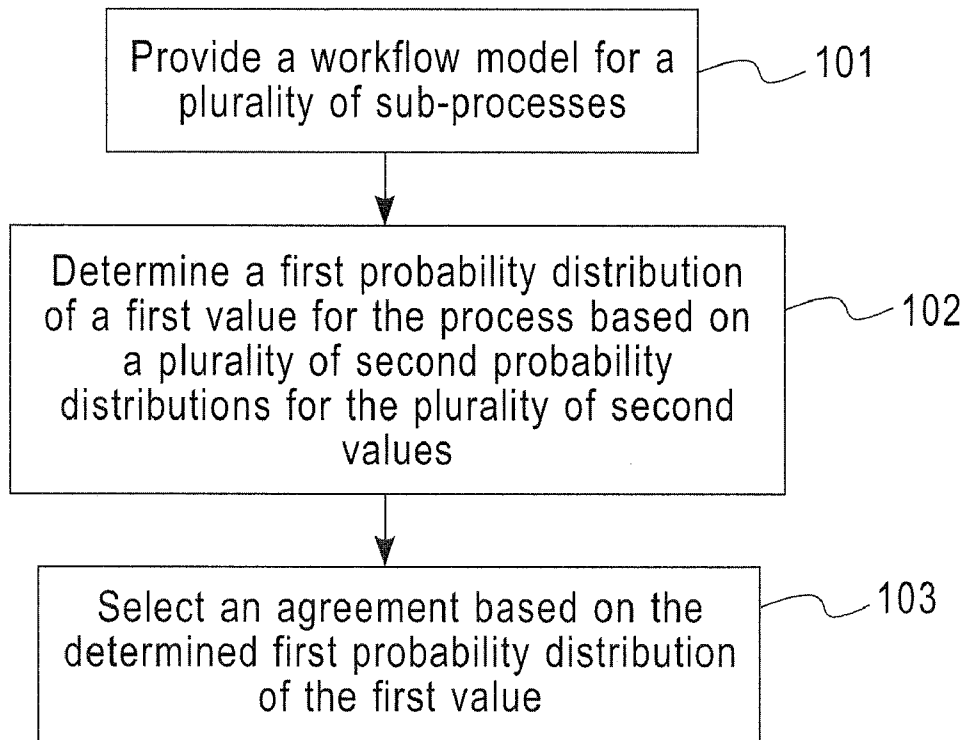 Provide a workflow model for a
plurality of sub-processes
101
Determine a first probability distribution
of a first value for the process based on
a plurality of second probability
distributions for the plurality of second
values
102
Select an agreement based on the
determined first probability distribution
of the first value
103